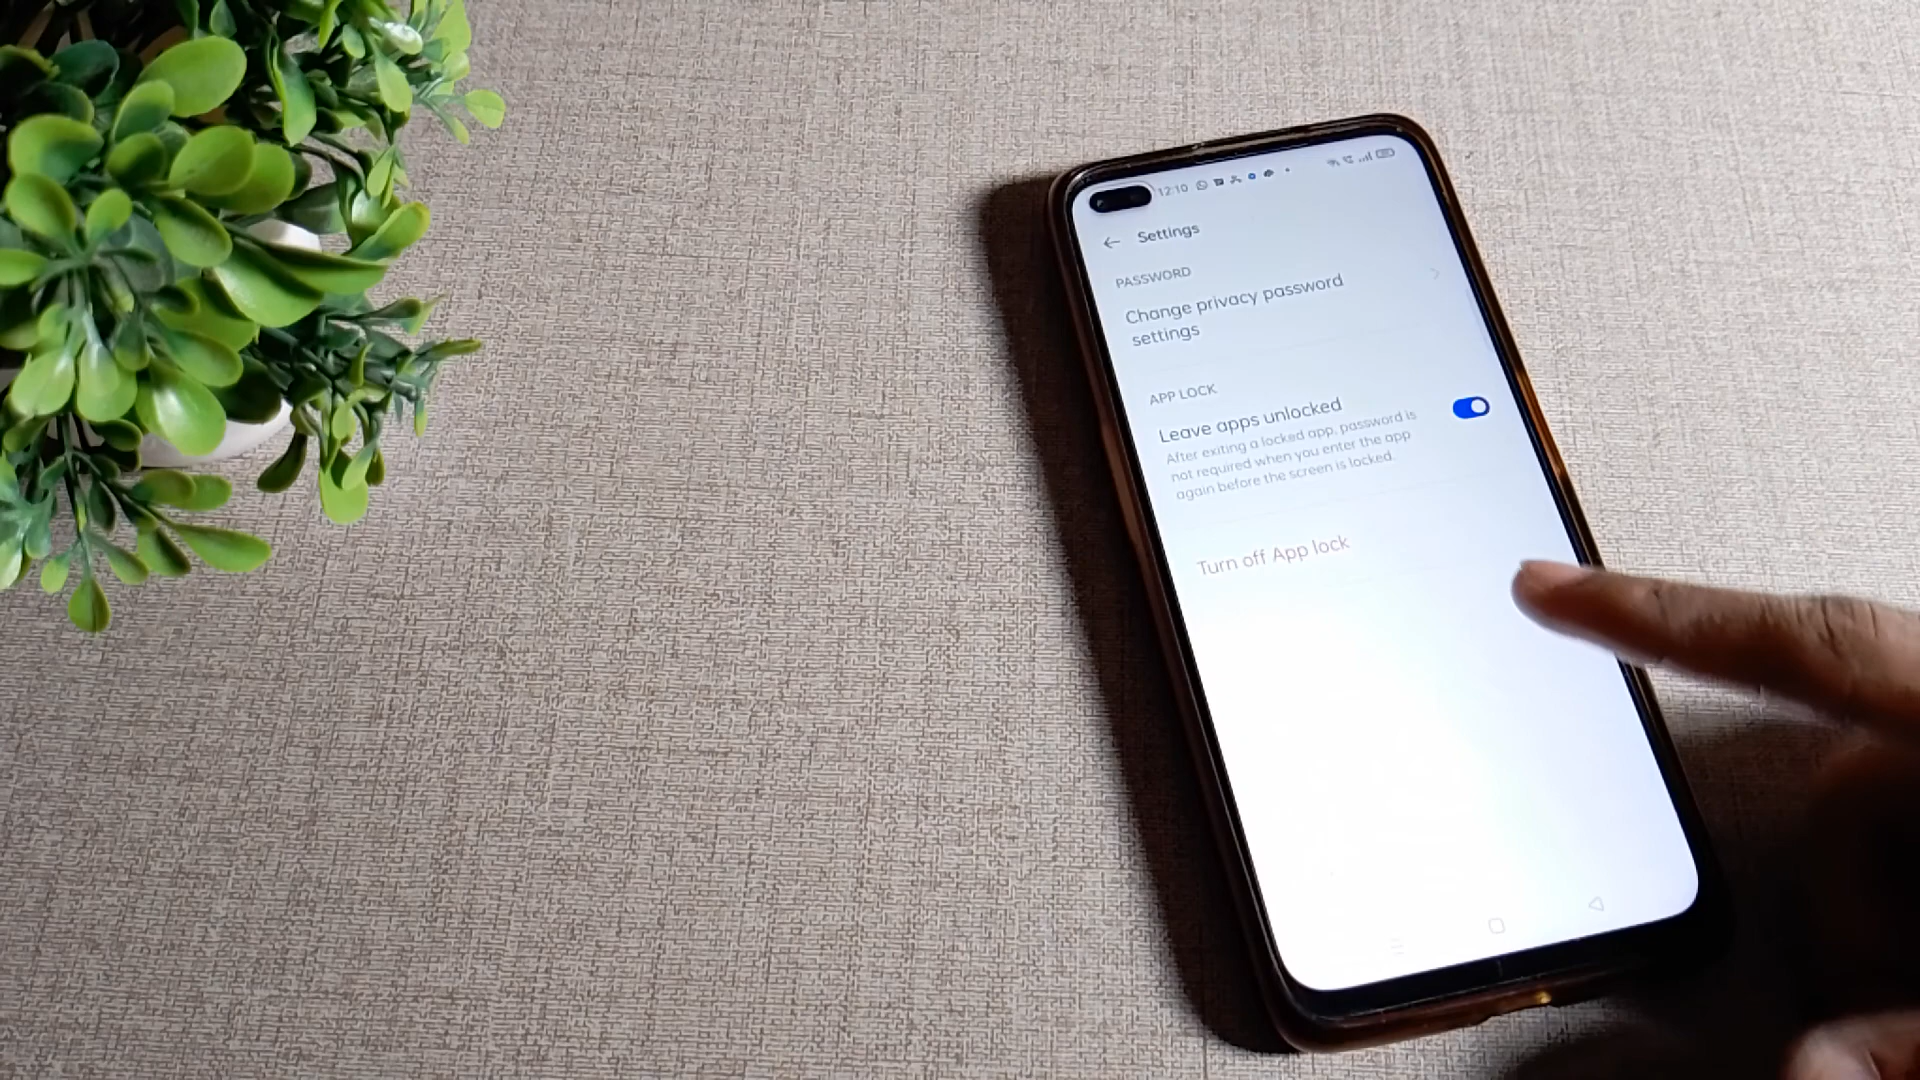 12:10
Settings
PASSWORD
Change privacy password
settings
APP LOCK
Leave apps unlocked
After exiting a locked app, password is
not required when you enter the app
again before the screen is locked.
Turn off App lock